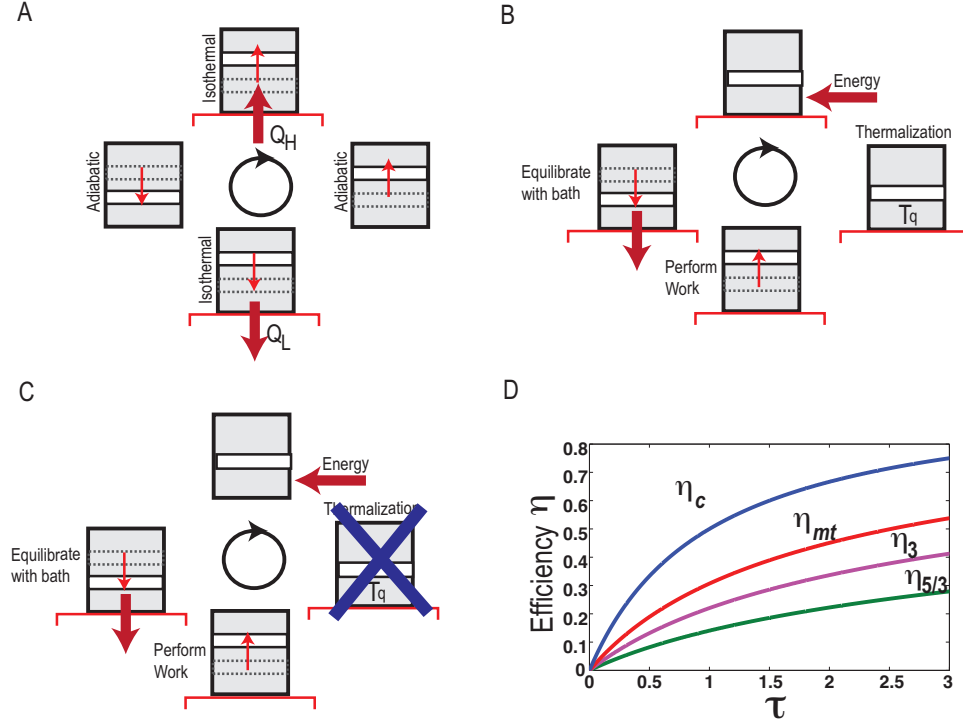 A
Isothermal
Q_H
Adiabatic
Adiabatic
Isothermal
Q_L
B
Energy
Thermalization
Equilibrate
with bath
T_q
Perform
Work
C
Energy
Thermalization
Equilibrate
with bath
T_q
Perform
Work
D
0.8
0.7
0.6
0.5
0.4
0.3
0.2
0.1
0
Efficiency η
η_c
η_mt
η_3
η_5/3
0 0.5 1 1.5 2 2.5 3
τ